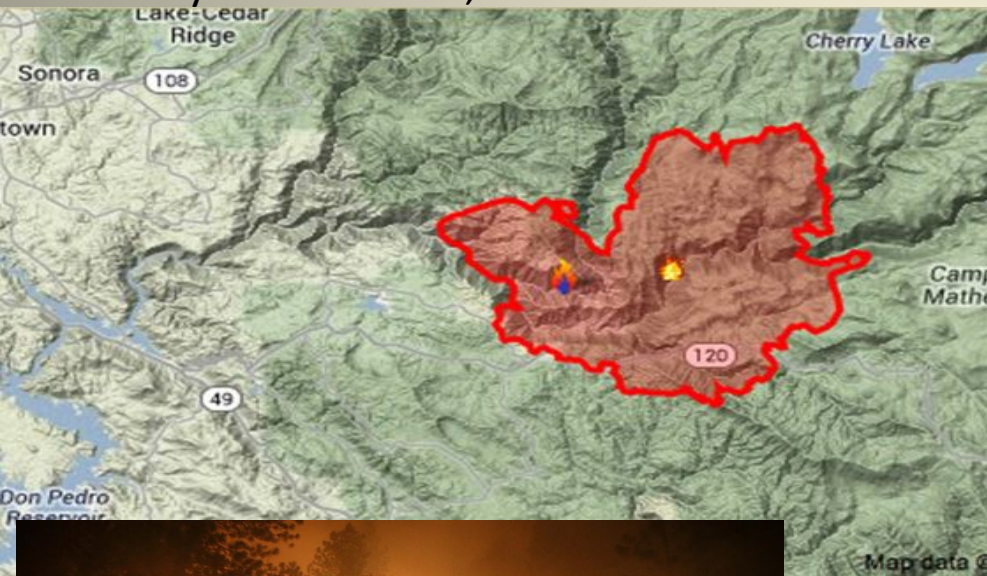 Lake-Cedar
Ridge
Cherry Lake
Sonora
108
town
Camp
Mathe
120
49
Don Pedro
Reservoir
Map data ©